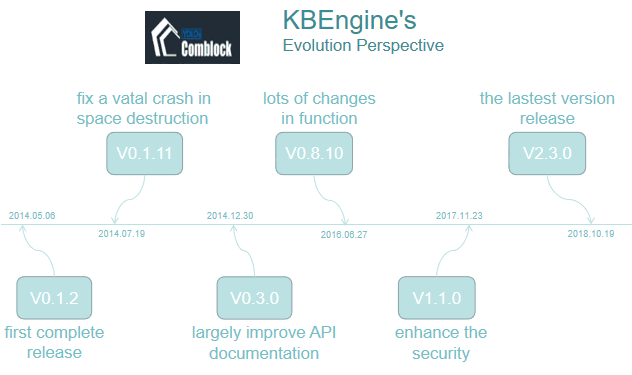 Comblock
KBEngine's
Evolution Perspective
fix a vatal crash in
space destruction
lots of changes
in function
the lastest version
release
V0.1.11
V0.8.10
V2.3.0
2014.05.06
2014.12.30
2017.11.23
2014.07.19
2016.06.27
2018.10.19
V0.1.2
V0.3.0
V1.1.0
first complete
release
largely improve API
documentation
enhance the
security